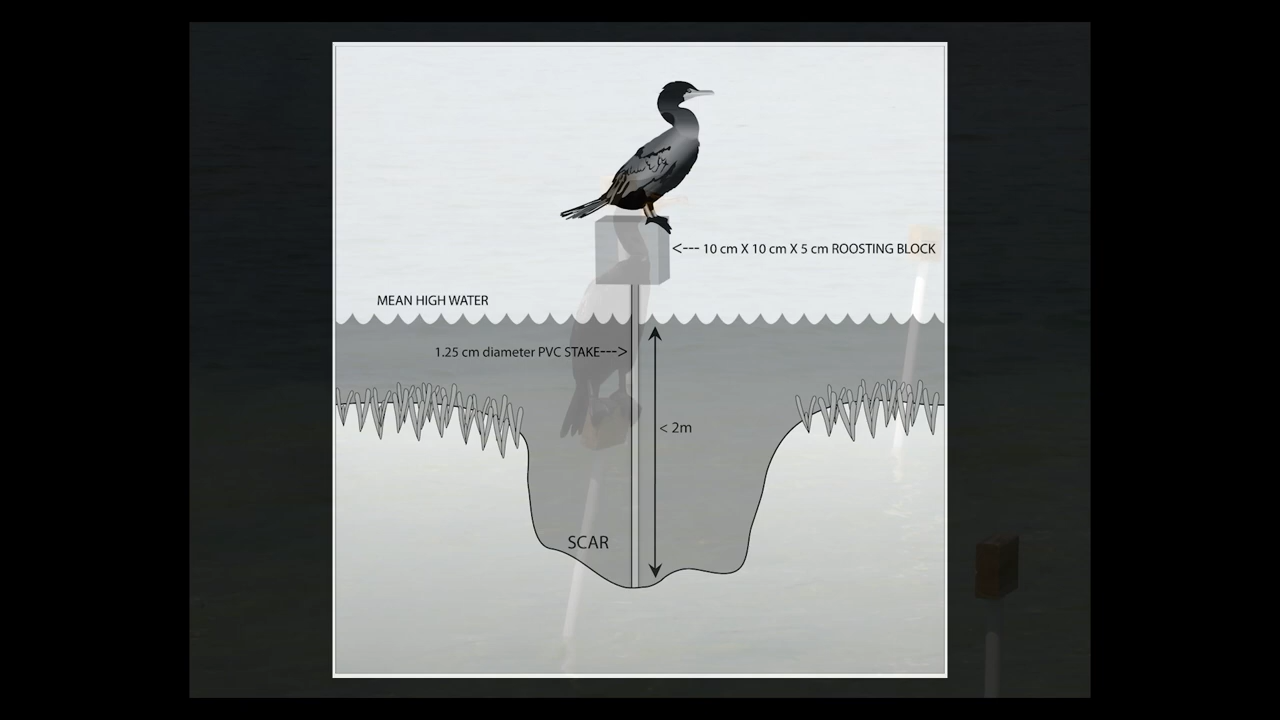 <--- 10 cm X 10 cm X 5 cm ROOSTING BLOCK
MEAN HIGH WATER
1.25 cm diameter PVC STAKE--->
< 2m
SCAR